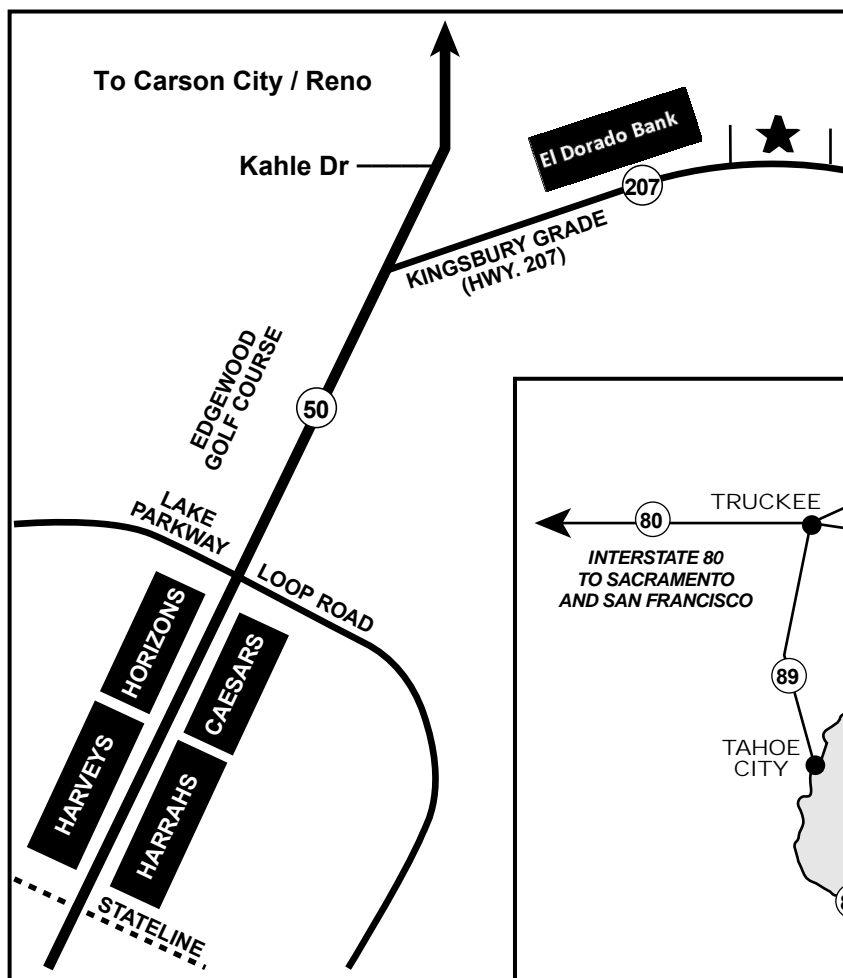 To Carson City / Reno
El Dorado Bank
Kahle Dr
207
KINGSBURY GRADE
(HWY. 207)
EDGEWOOD
GOLF COURSE
50
LAKE
PARKWAY
LOOP ROAD
HORIZONS
CAESARS
HARVEYS
HARRAHS
STATELINE
TRUCKEE
80
INTERSTATE 80
TO SACRAMENTO
AND SAN FRANCISCO
89
TAHOE
CITY